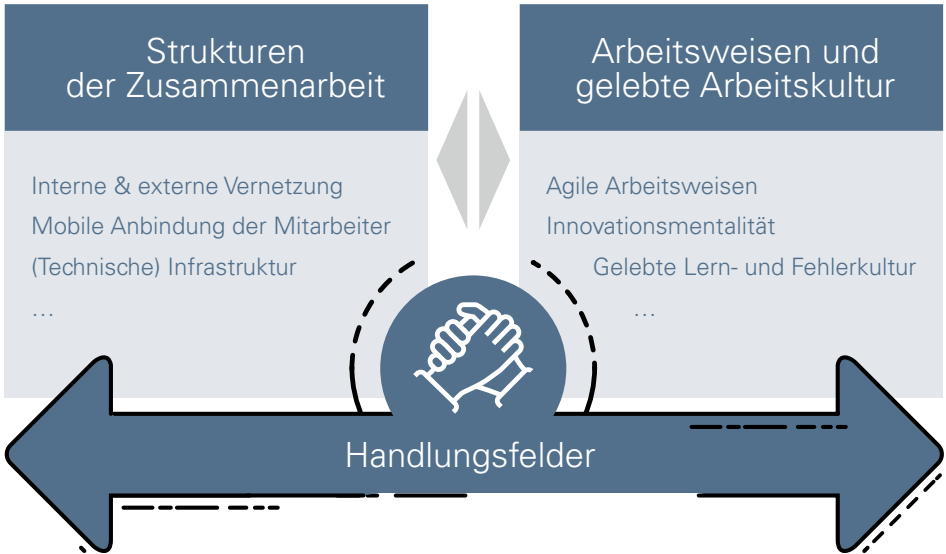 Strukturen
der Zusammenarbeit
Interne & externe Vernetzung
Mobile Anbindung der Mitarbeiter
(Technische) Infrastruktur
…
Arbeitsweisen und
gelebte Arbeitskultur
Agile Arbeitsweisen
Innovationsmentalität
Gelebte Lern- und Fehlerkultur
…
Handlungsfelder